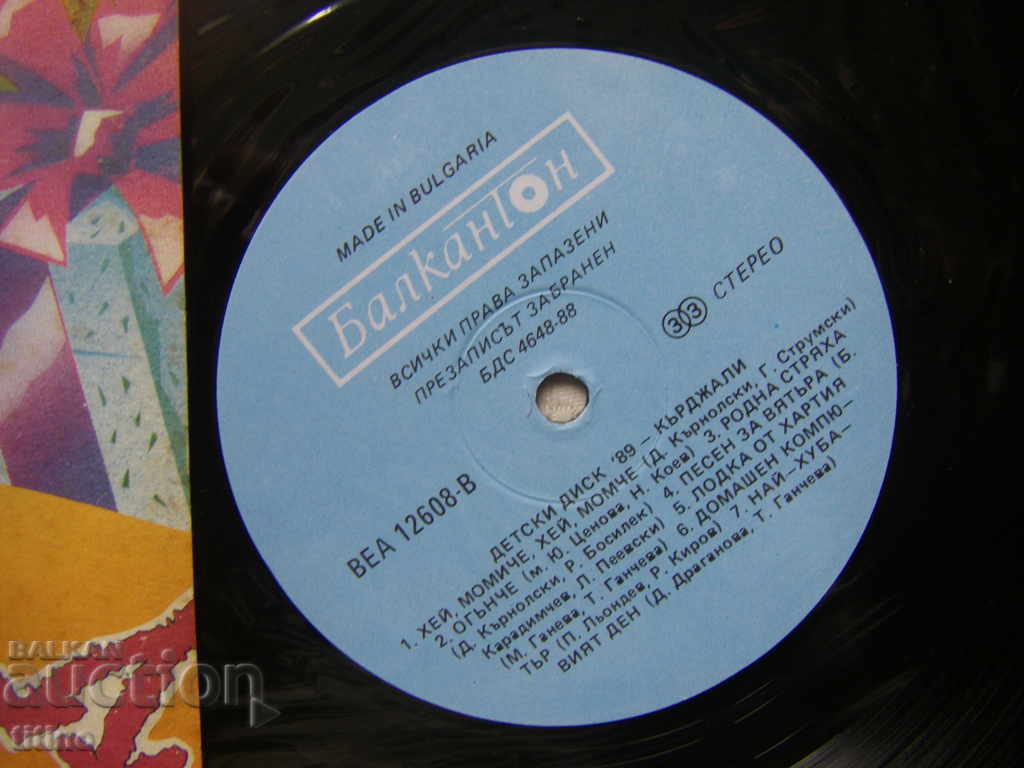 MADE IN BULGARIA
Балкантон
ВСИЧКИ ПРАВА ЗАПАЗЕНИ
ПРЕЗАПИСЪТ ЗАБРАНЕН
БДС 4648-88
33 СТЕРЕО
ВЕА 12608-В
ДЕТСКИ ДИСК '89 – КЪРДЖАЛИ
1. ХЕЙ, МОМИЧЕ, ХЕЙ, МОМЧЕ (Д. Кърнолски, Г. Струмски)
2. ОГЪНЧЕ (м. Ю. Ценова, Н. Коев) 3. РОДНА СТРЯХА
(Д. Кърнолски, Р. Босилек) 4. ПЕСЕН ЗА ВЯТЪРА (Б.
Карадимчев, Л. Пеевски) 5. ЛОДКА ОТ ХАРТИЯ
(М. Ганева, Т. Ганчева) 6. ДОМАШЕН КОМПЮ–
ТЪР (П. Льондев, Р. Киров) 7. НАЙ–ХУБА–
ВИЯТ ДЕН (Д. Драганова, Т. Ганчева)
BALKAN
auction
titino